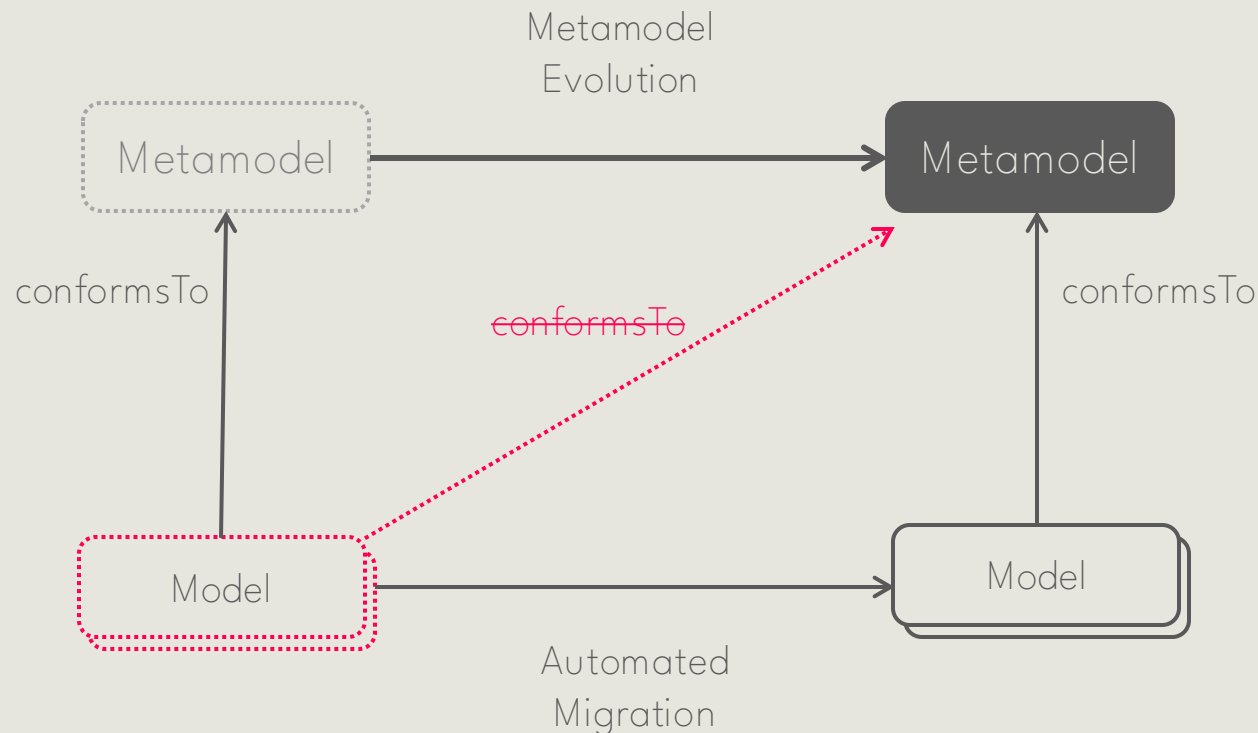 Metamodel
Evolution
Metamodel
Metamodel
conformsTo
conformsTo
conformsTo
Model
Model
Automated
Migration